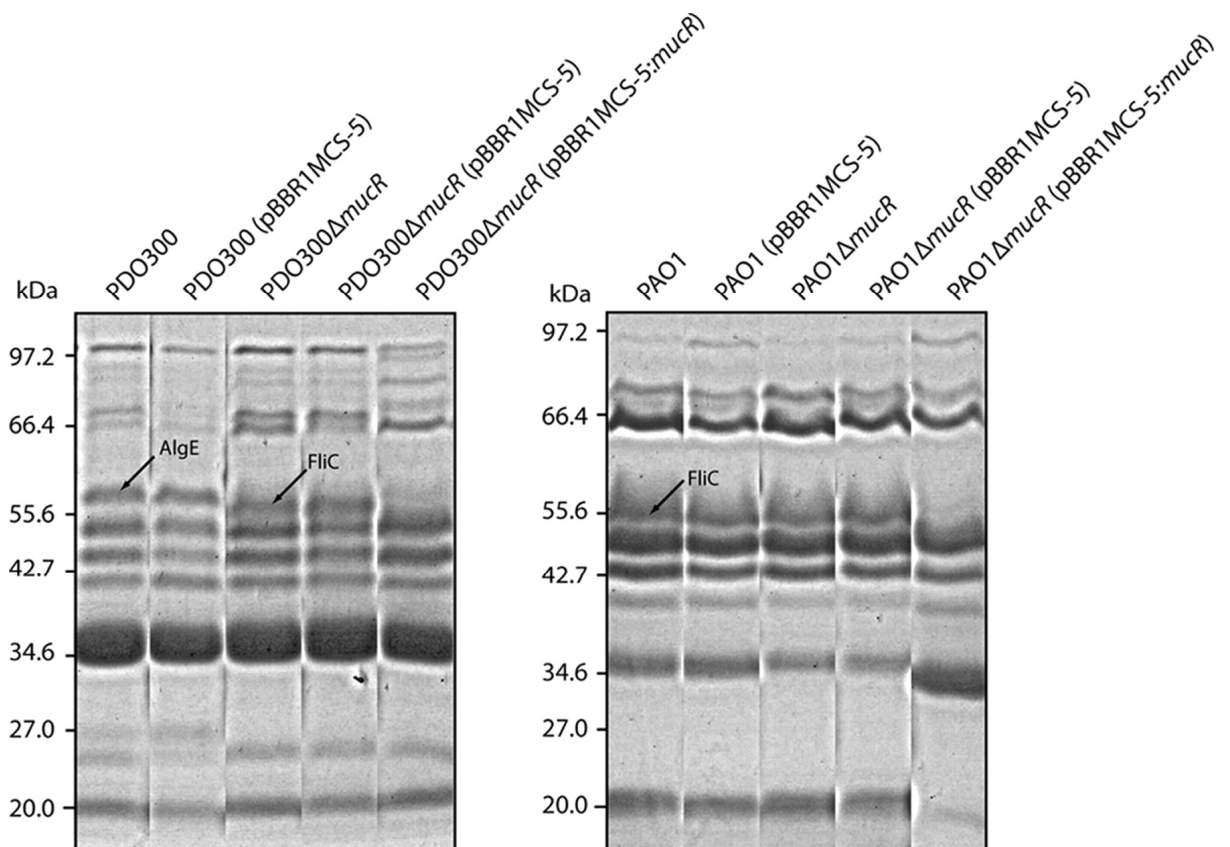 PDO300
PDO300 (pBBR1MCS-5)
PDO300ΔmucR
PDO300ΔmucR (pBBR1MCS-5)
PDO300ΔmucR (pBBR1MCS-5:mucR)
kDa
97.2
66.4
55.6
42.7
34.6
27.0
20.0
AlgE
FliC
PAO1
PAO1 (pBBR1MCS-5)
PAO1ΔmucR
PAO1ΔmucR (pBBR1MCS-5)
PAO1ΔmucR (pBBR1MCS-5:mucR)
kDa
97.2
66.4
55.6
42.7
34.6
27.0
20.0
FliC